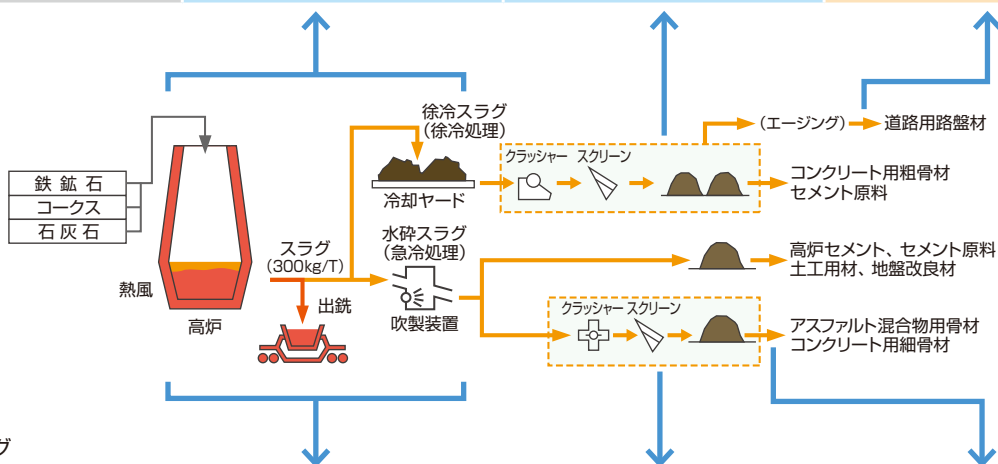 鉄鉱石
コークス
石灰石
熱風
高炉
スラグ
(300kg/T)
出銑
徐冷スラグ
(徐冷処理)
冷却ヤード
水砕スラグ
(急冷処理)
吹製装置
クラッシャー スクリーン
(エージング)
道路用路盤材
コンクリート用粗骨材
セメント原料
高炉セメント、セメント原料
土工用材、地盤改良材
クラッシャー スクリーン
アスファルト混合物用骨材
コンクリート用細骨材
グ